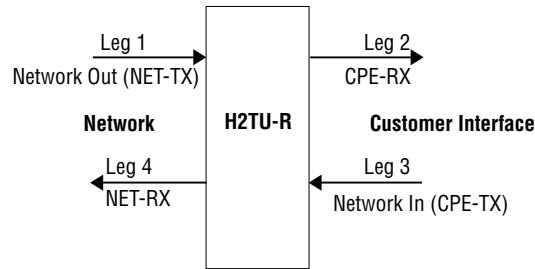 Leg 1
Network Out (NET-TX)
Leg 2
CPE-RX
Network
H2TU-R
Customer Interface
Leg 4
NET-RX
Leg 3
Network In (CPE-TX)